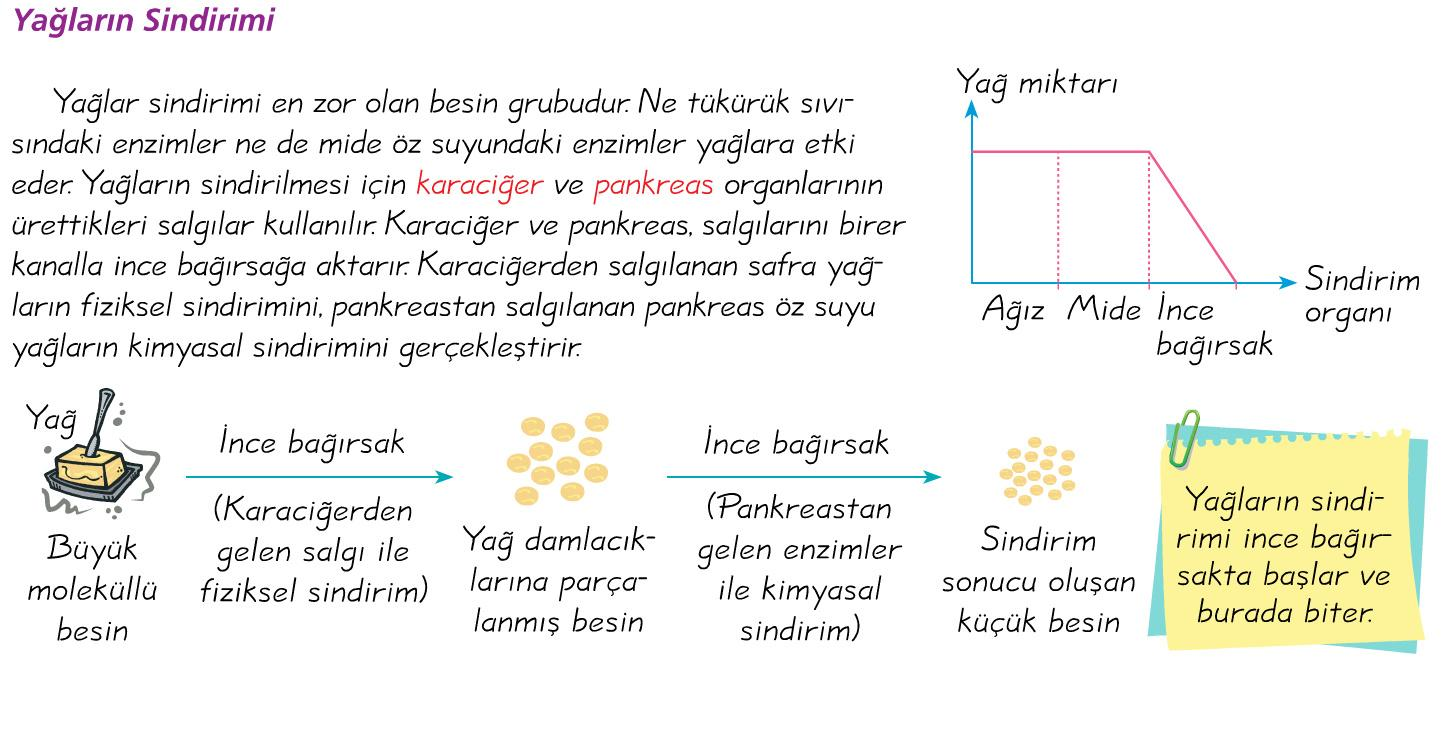 Yağların Sindirimi
Yağlar sindirimi en zor olan besin grubudur. Ne tükürük sıvı-
sındaki enzimler ne de mide öz suyundaki enzimler yağlara etki
eder. Yağların sindirilmesi için karaciğer ve pankreas organlarının
ürettikleri salgılar kullanılır. Karaciğer ve pankreas, salgılarını birer
kanalla ince bağırsağa aktarır. Karaciğerden salgılanan safra yağ-
ların fiziksel sindirimini, pankreastan salgılanan pankreas öz suyu
yağların kimyasal sindirimini gerçekleştirir.
Yağ miktarı
Ağız
Mide
İnce
bağırsak
Sindirim
organı
Yağ
Büyük
moleküllü
besin
İnce bağırsak
(Karaciğerden
gelen salgı ile
fiziksel sindirim)
Yağ damlacık-
larına parça-
lanmış besin
İnce bağırsak
(Pankreastan
gelen enzimler
ile kimyasal
sindirim)
Sindirim
sonucu oluşan
küçük besin
Yağların sindi-
rimi ince bağır-
sakta başlar ve
burada biter.